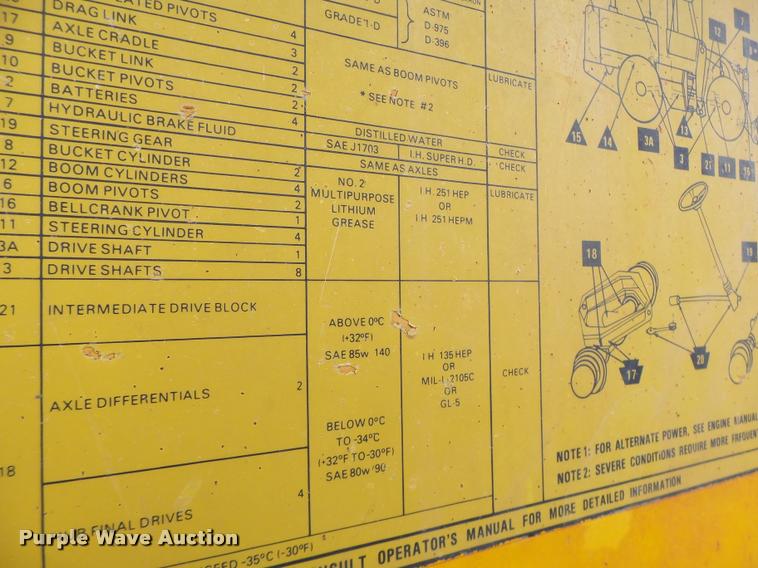 PIVOTS
DRAG LINK 4
17 AXLE CRADLE 3
9 BUCKET LINK 2
10 BUCKET PIVOTS 2
2 BATTERIES 2
7 HYDRAULIC BRAKE FLUID 4
19 STEERING GEAR
8 BUCKET CYLINDER 2
12 BOOM CYLINDERS 2
6 BOOM PIVOTS 4
16 BELLCRANK PIVOT 1
11 STEERING CYLINDER 4
3A DRIVE SHAFT 1
3 DRIVE SHAFTS 8
21 INTERMEDIATE DRIVE BLOCK
AXLE DIFFERENTIALS 2
18
4
FINAL DRIVES
GRADE 1-D
ASTM
D-975
D-396
SAME AS BOOM PIVOTS
* SEE NOTE #2
LUBRICATE
DISTILLED WATER
SAE J1703 I.H. SUPER H.D. CHECK
SAME AS AXLES CHECK
NO. 2
MULTIPURPOSE
LITHIUM
GREASE
I.H. 251 HEP
OR
I.H 251 HEPM
LUBRICATE
ABOVE 0°C
(+32°F)
SAE 85w 140
BELOW 0°C
TO -34°C
(+32°F TO -30°F)
SAE 80w/90
I H 135 HEP
OR
MIL-L-2105C
OR
GL-5
CHECK
12
7
15
14
3A
13
3
21
11
16
18
19
17
20
NOTE 1: FOR ALTERNATE POWER, SEE ENGINE MANUAL
NOTE 2: SEVERE CONDITIONS REQUIRE MORE FREQUENT
-35°C (-30°F)
OPERATOR'S MANUAL FOR MORE DETAILED INFORMATION
Purple Wave Auction